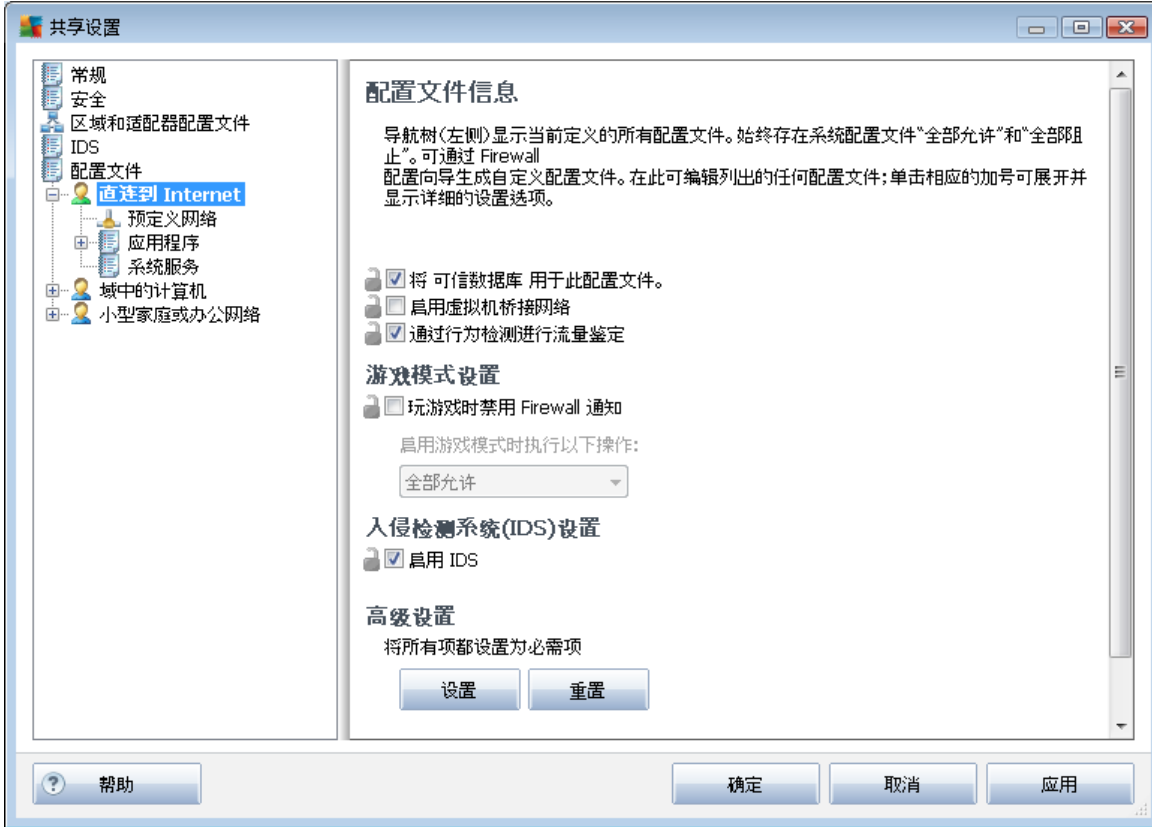 共享设置
常规
安全
区域和适配器配置文件
IDS
配置文件
直连到 Internet
预定义网络
应用程序
系统服务
域中的计算机
小型家庭或办公网络
配置文件信息
导航树(左侧)显示当前定义的所有配置文件。始终存在系统配置文件“全部允许”和“全部阻
止”。可通过 Firewall
配置向导生成自定义配置文件。在此可编辑列出的任何配置文件;单击相应的加号可展开并
显示详细的设置选项。
将 可信数据库 用于此配置文件。
启用虚拟机桥接网络
通过行为检测进行流量鉴定
游戏模式设置
玩游戏时禁用 Firewall 通知
启用游戏模式时执行以下操作:
全部允许
入侵检测系统(IDS)设置
启用 IDS
高级设置
将所有项都设置为必需项
设置
重置
? 帮助
确定
取消
应用